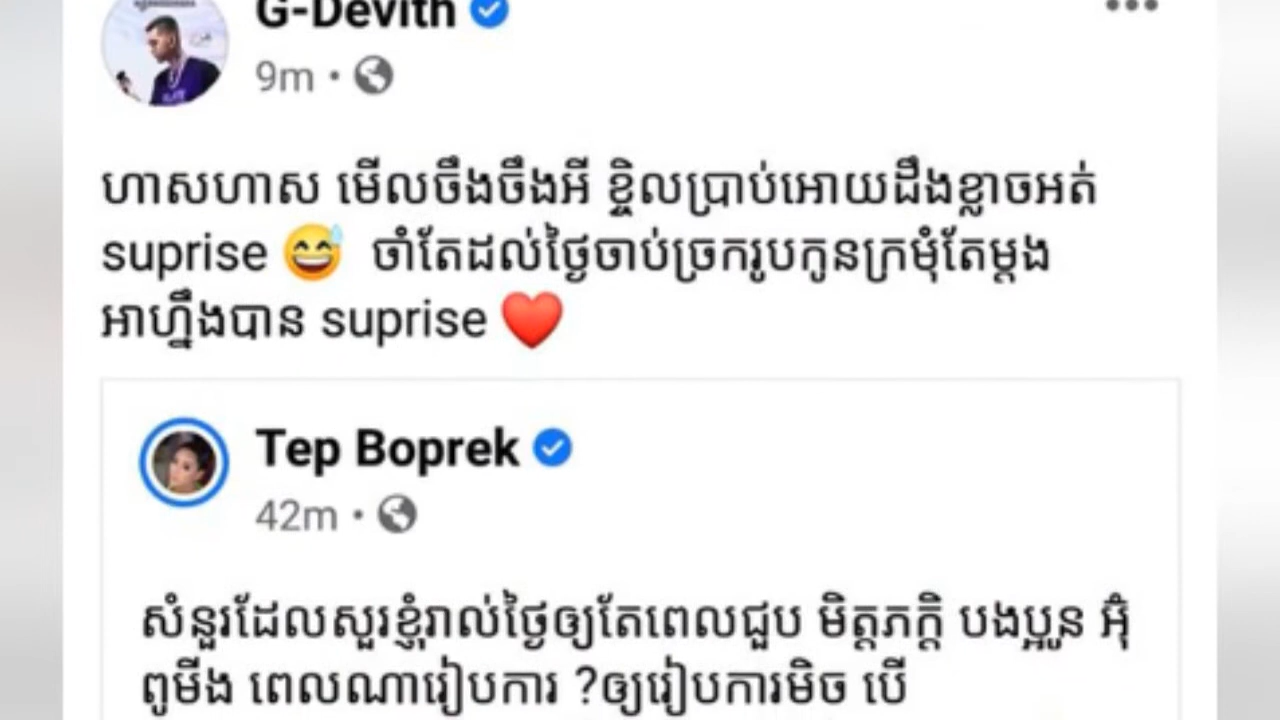 G-Devith
9m
ហាសហាស មើលចឹងចឹងអី ខ្ចិលប្រាប់អោយដឹងខ្លាចអត់
suprise 😅 ចាំតែដល់ថ្ងៃចាប់ច្រករូបកូនក្រមុំតែម្តង
អាហ្នឹងបាន suprise ❤️
Tep Boprek
42m
សំនួរដែលសួរខ្ញុំរាល់ថ្ងៃឲ្យតែពេលជួប មិត្តភក្តិ បងប្អូន អ៊ុំ
ពូមីង ពេលណារៀបការ ?ឲ្យរៀបការមិច បើ